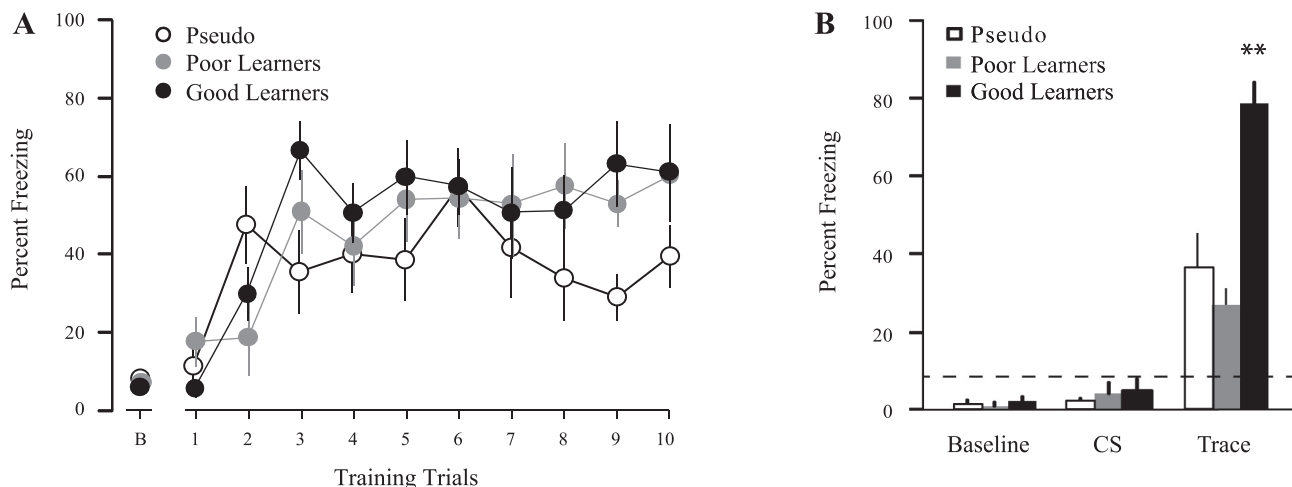 A
Pseudo
Poor Learners
Good Learners
Percent Freezing
100
80
60
40
20
0
B 1 2 3 4 5 6 7 8 9 10
Training Trials
B
Pseudo
Poor Learners
Good Learners
**
Percent Freezing
100
80
60
40
20
0
Baseline CS Trace